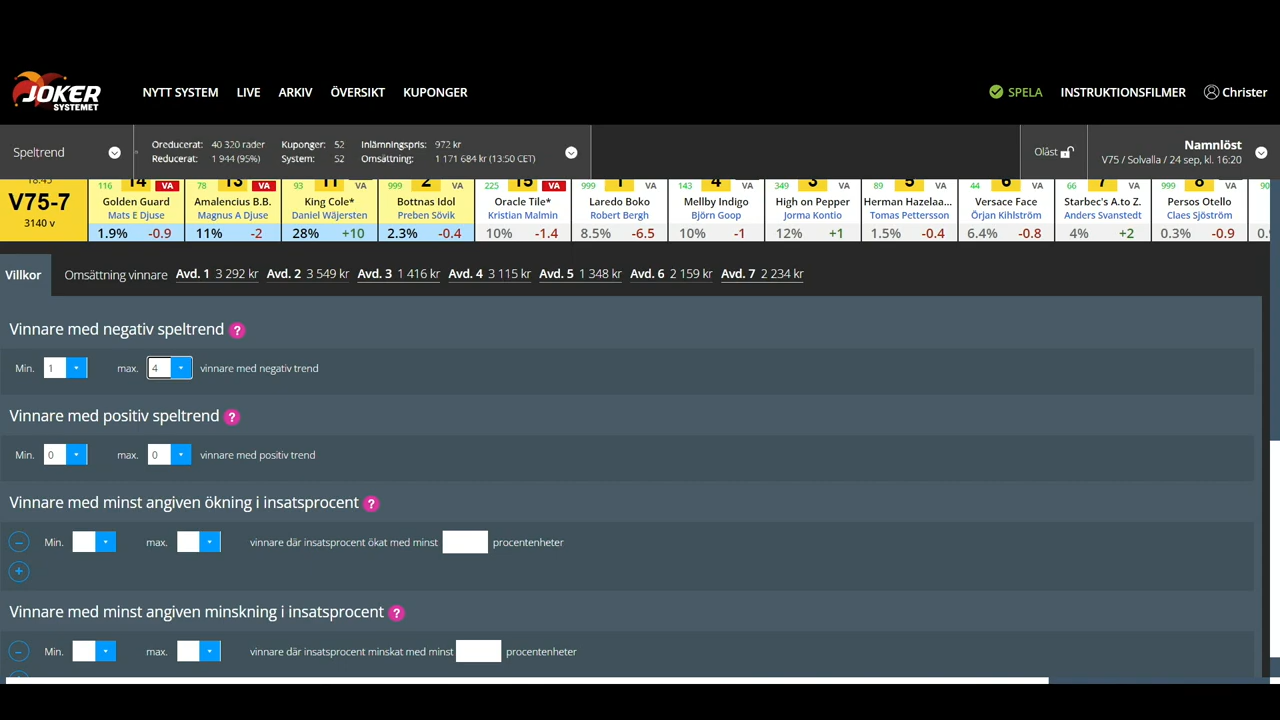 JOKER
SYSTEMET
NYTT SYSTEM LIVE ARKIV ÖVERSIKT KUPONGER
SPELA INSTRUKTIONSFILMER Christer
Speltrend
Oreducerat: 40 320 rader Kuponger: 52 Inlämningspris: 972 kr
Reducerat: 1 944 (95%) System: 52 Omsättning: 1 171 684 kr (13:50 CET)
Olåst
Namnlöst
V75 / Solvalla / 24 sep, kl. 16:20
V75-7
3140 v
116 14 VA 78 13 VA 93 11 VA 999 2 VA 225 15 VA 999 1 VA 143 4 VA 349 3 VA 89 5 VA 44 6 VA 66 7 VA 999 8 VA
Golden Guard Amalencius B.B. King Cole* Bottnas Idol Oracle Tile* Laredo Boko Mellby Indigo High on Pepper Herman Hazelaa... Versace Face Starbec's A.to Z. Persos Otello
Mats E Djuse Magnus A Djuse Daniel Wäjersten Preben Sövik Kristian Malmin Robert Bergh Björn Goop Jorma Kontio Tomas Pettersson Örjan Kihlström Anders Svanstedt Claes Sjöström
1.9% -0.9 11% -2 28% +10 2.3% -0.4 10% -1.4 8.5% -6.5 10% -1 12% +1 1.5% -0.4 6.4% -0.8 4% +2 0.3% -0.9
Villkor Omsättning vinnare Avd. 1 3 292 kr Avd. 2 3 549 kr Avd. 3 1 416 kr Avd. 4 3 115 kr Avd. 5 1 348 kr Avd. 6 2 159 kr Avd. 7 2 234 kr
Vinnare med negativ speltrend ?
Min. 1 max. 4 vinnare med negativ trend
Vinnare med positiv speltrend ?
Min. 0 max. 0 vinnare med positiv trend
Vinnare med minst angiven ökning i insatsprocent ?
Min. max. vinnare där insatsprocent ökat med minst procentenheter
Vinnare med minst angiven minskning i insatsprocent ?
Min. max. vinnare där insatsprocent minskat med minst procentenheter